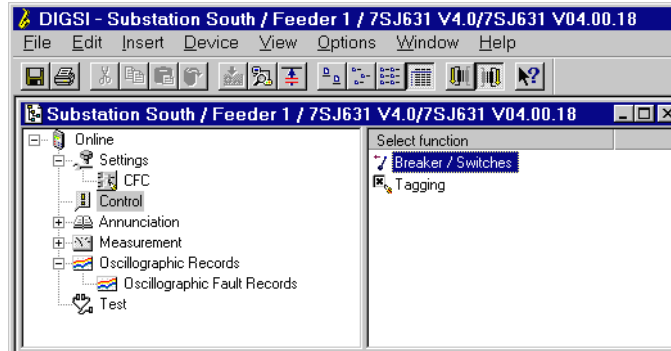 DIGSI - Substation South / Feeder 1 / 7SJ631 V4.0/7SJ631 V04.00.18
File Edit Insert Device View Options Window Help
Substation South / Feeder 1 / 7SJ631 V4.0/7SJ631 V04.00.18
Online
Settings
CFC
Control
Annunciation
Measurement
Oscillographic Records
Oscillographic Fault Records
Test
Select function
Breaker / Switches
Tagging